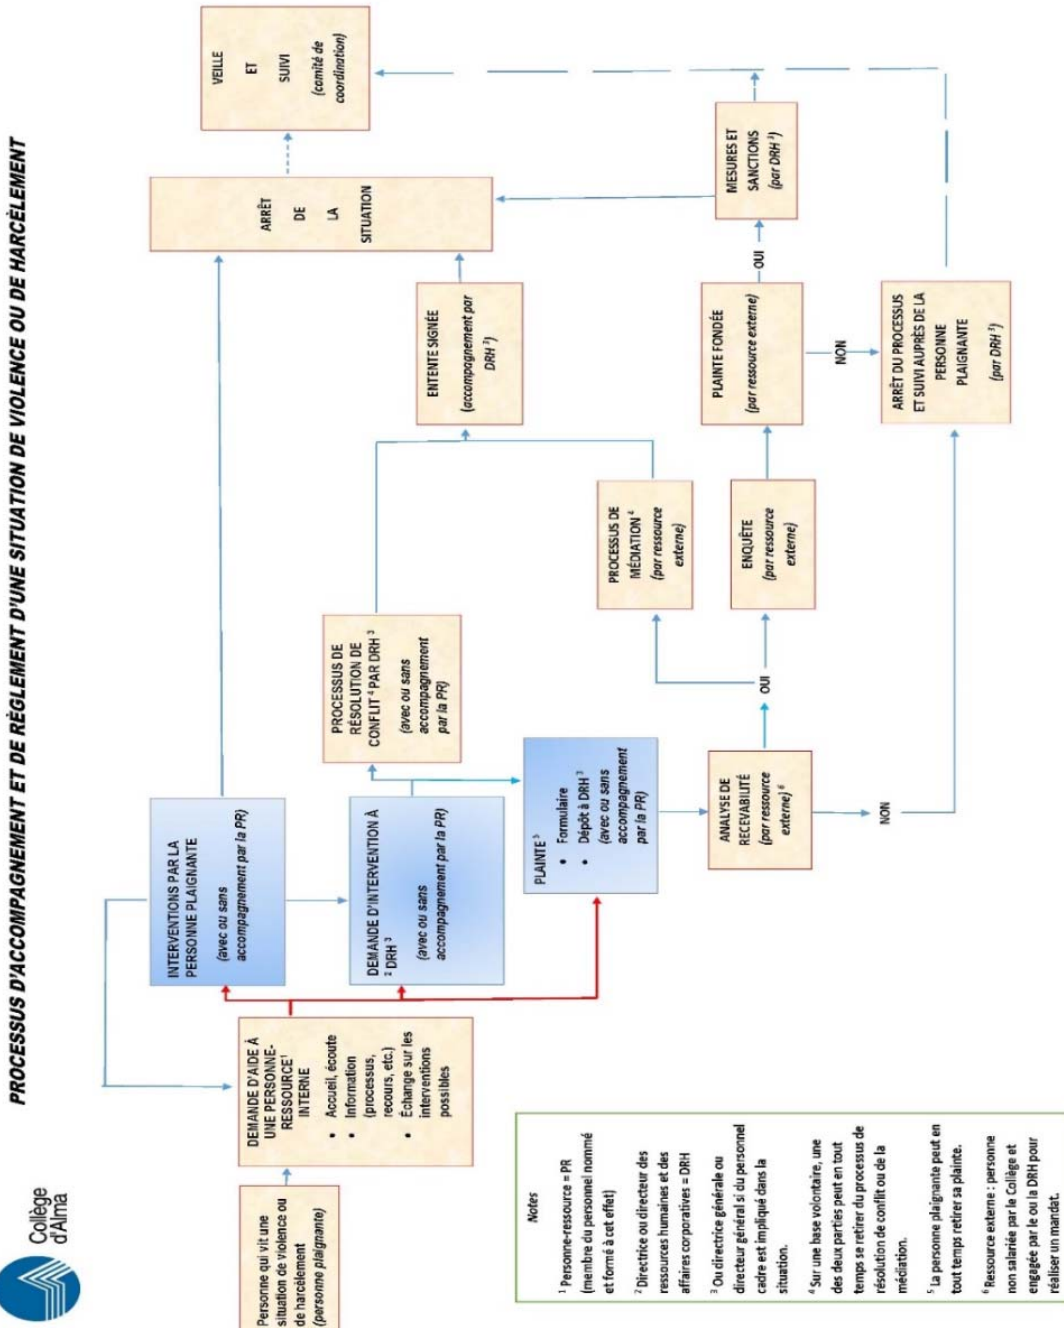 Collège
d'Alma
PROCESSUS D'ACCOMPAGNEMENT ET DE RÈGLEMENT D'UNE SITUATION DE VIOLENCE OU DE HARCÈLEMENT
Personne qui vit une
situation de violence ou
de harcèlement
(personne plaignante)
DEMANDE D'AIDE À
UNE PERSONNE-
RESSOURCE¹
INTERNE
• Accueil, écoute
• Information
(processus,
recours, etc.)
• Échange sur les
interventions
possibles
INTERVENTIONS PAR LA
PERSONNE PLAIGNANTE
(avec ou sans
accompagnement par la PR)
DEMANDE D'INTERVENTION À
² DRH ³
(avec ou sans
accompagnement par la PR)
PLAINTE ⁵
• Formulaire
• Dépôt à DRH ³
(avec ou sans
accompagnement
par la PR)
PROCESSUS DE
RÉSOLUTION DE
CONFLIT ⁴ PAR DRH ³
(avec ou sans
accompagnement
par la PR)
ANALYSE DE
RECEVABILITÉ
(par ressource
externe) ⁶
OUI
NON
PROCESSUS DE
MÉDIATION ⁴
(par ressource
externe)
ENQUÊTE
(par ressource
externe)
ENTENTE SIGNÉE
(accompagnement par
DRH ³)
PLAINTE FONDÉE
(par ressource externe)
OUI
NON
ARRÊT DU PROCESSUS
ET SUIVI AUPRÈS DE LA
PERSONNE
PLAIGNANTE
(par DRH ³)
MESURES ET
SANCTIONS
(par DRH ³)
ARRÊT
DE
LA
SITUATION
VEILLE
ET
SUIVI
(comité de
coordination)
Notes
¹ Personne-ressource = PR
(membre du personnel nommé
et formé à cet effet)
² Directrice ou directeur des
ressources humaines et des
affaires corporatives = DRH
³ Ou directrice générale ou
directeur général si du personnel
cadre est impliqué dans la
situation.
⁴ Sur une base volontaire, une
des deux parties peut en tout
temps se retirer du processus de
résolution de conflit ou de la
médiation.
⁵ La personne plaignante peut en
tout temps retirer sa plainte.
⁶ Ressource externe : personne
non salariée par le Collège et
engagée par le ou la DRH pour
réaliser un mandat.